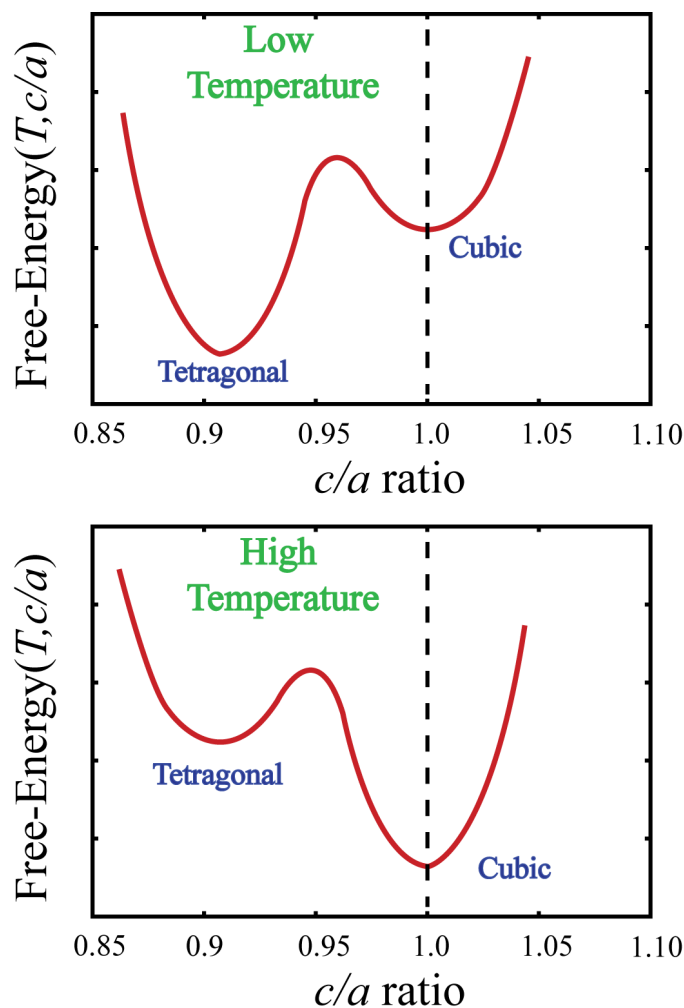 Free-Energy(T,c/a)
Low
Temperature
Cubic
Tetragonal
0.85 0.9 0.95 1.0 1.05 1.10
c/a ratio
Free-Energy(T,c/a)
High
Temperature
Tetragonal
Cubic
0.85 0.9 0.95 1.0 1.05 1.10
c/a ratio